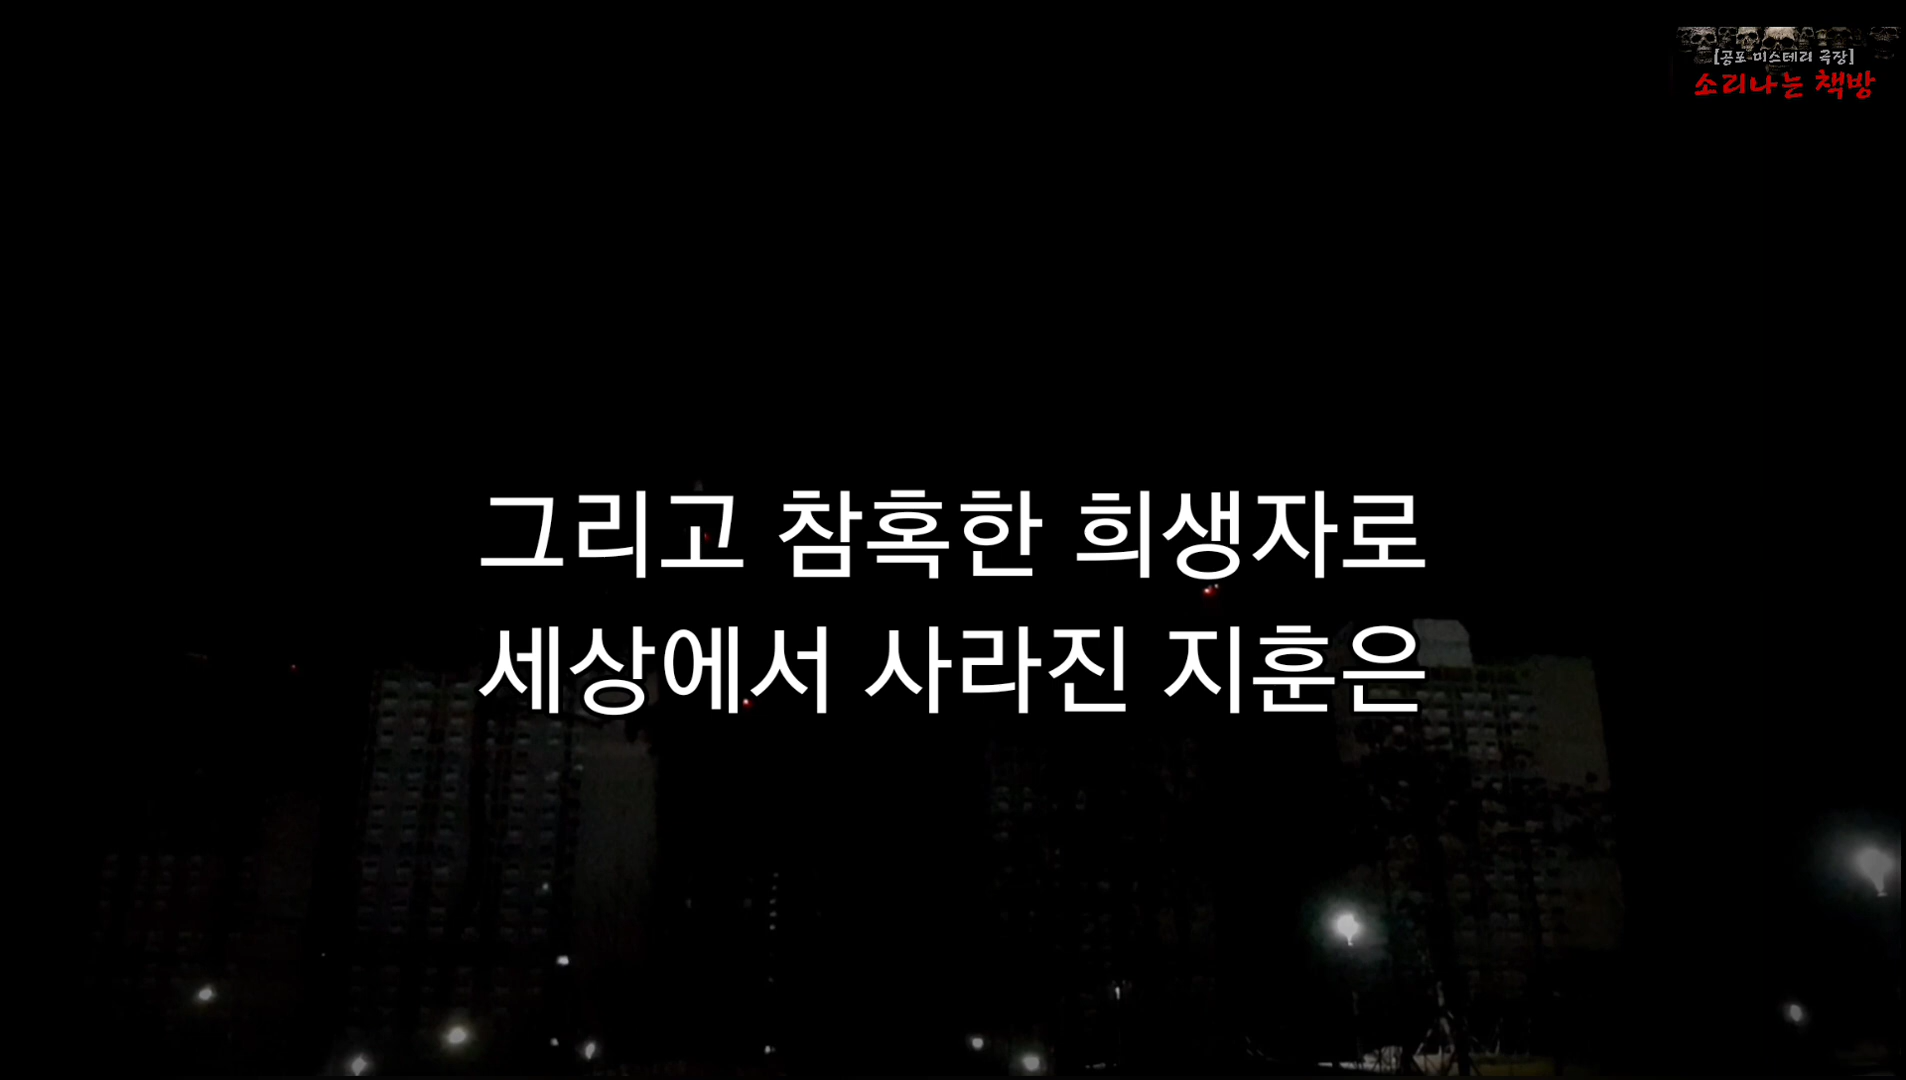 [공포 미스테리 극장]
소리나는 책방
그리고 참혹한 희생자로
세상에서 사라진 지훈은